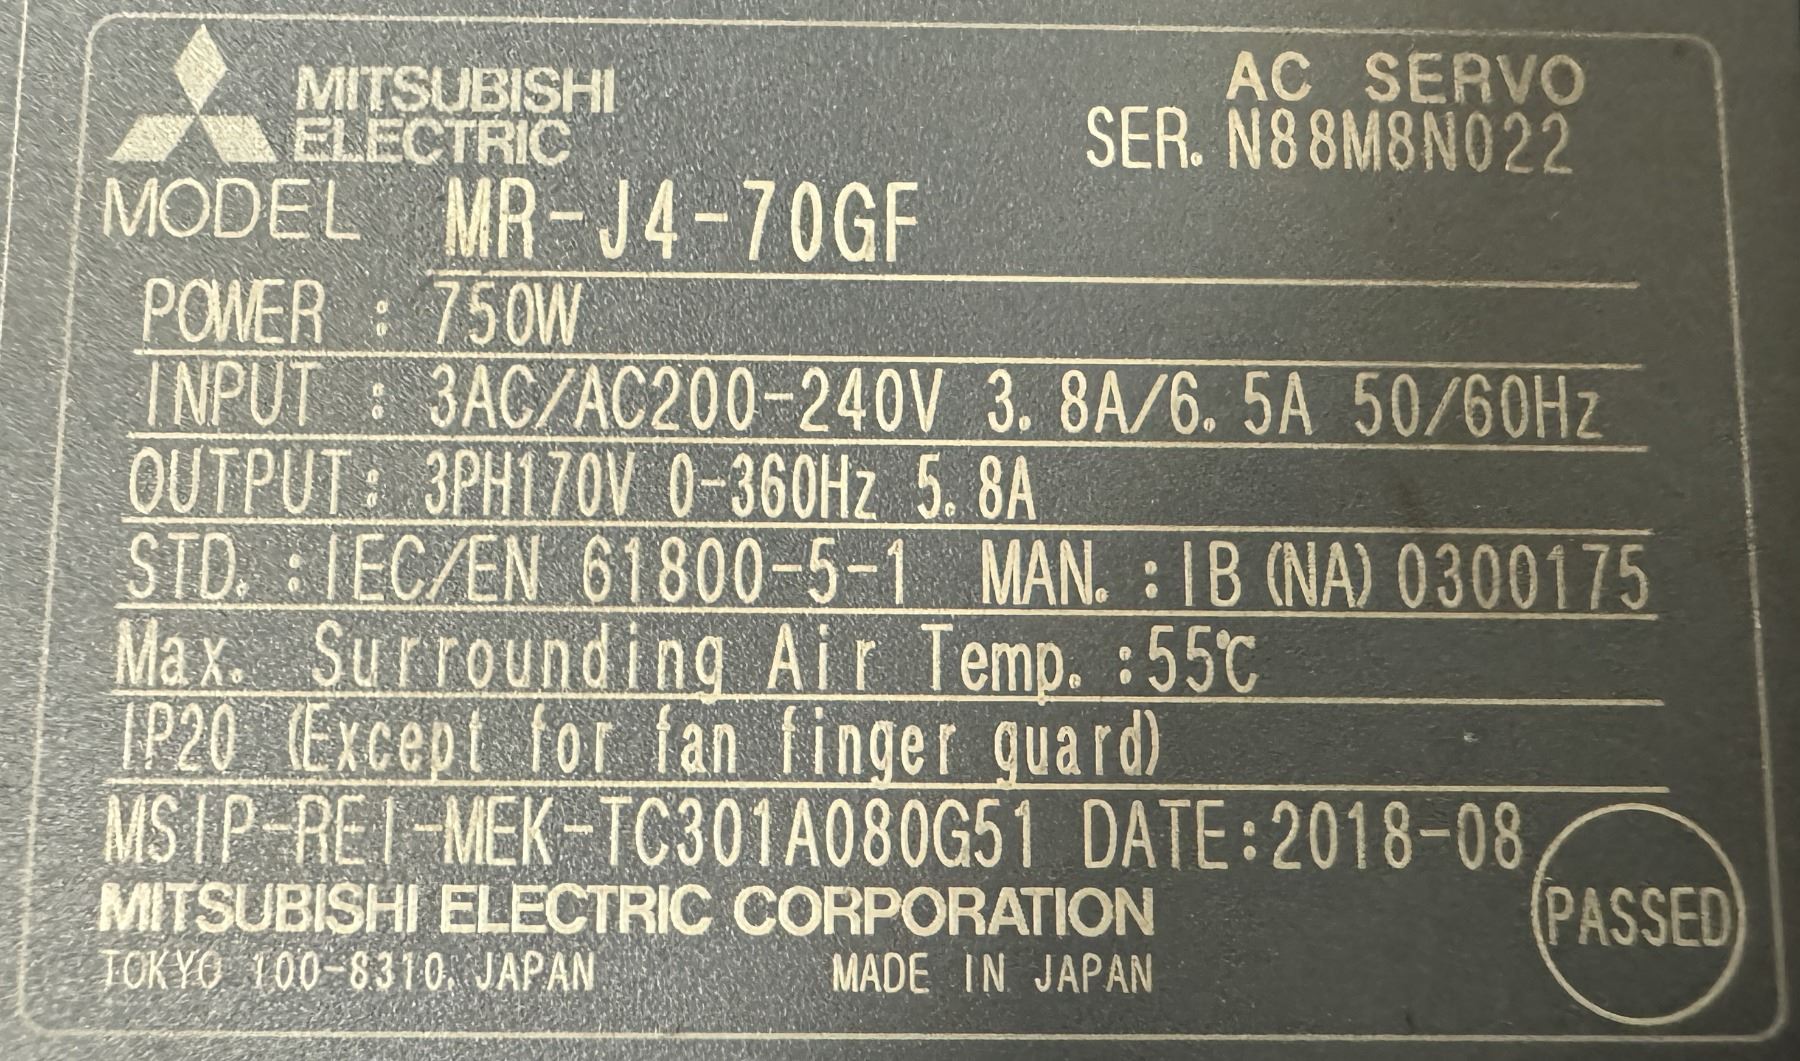 MITSUBISHI
ELECTRIC
AC SERVO
SER. N88M8N022
MODEL MR-J4-70GF
POWER : 750W
INPUT : 3AC/AC200-240V 3.8A/6.5A 50/60Hz
OUTPUT: 3PH170V 0-360Hz 5.8A
STD. :IEC/EN 61800-5-1 MAN. :IB(NA)0300175
Max. Surrounding Air Temp. :55℃
IP20 (Except for fan finger guard)
MSIP-REI-MEK-TC301A080G51 DATE:2018-08
MITSUBISHI ELECTRIC CORPORATION
PASSED
TOKYO 100-8310, JAPAN MADE IN JAPAN